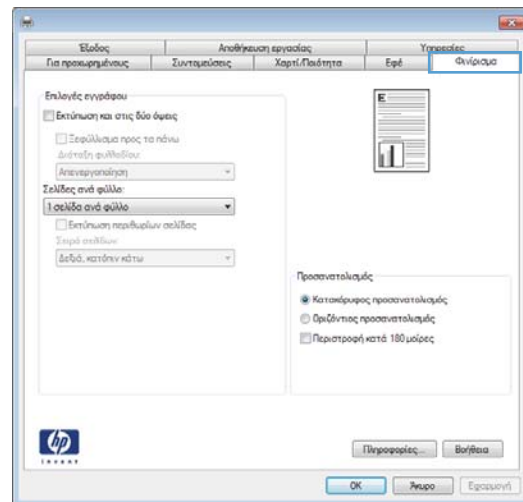 Έξοδος Αποθήκευση εργασίας Υπηρεσίες
Για προχωρημένους Συντομεύσεις Χαρτί/Ποιότητα Εφέ Φινίρισμα
Επιλογές εγγράφου
Εκτύπωση και στις δύο όψεις
Ξεφύλλισμα προς τα πάνω
Διάταξη φυλλαδίου:
Απενεργοποίηση
Σελίδες ανά φύλλο:
1 σελίδα ανά φύλλο
Εκτύπωση περιθωρίων σελίδας
Σειρά σελίδων:
Δεξιά, κατόπιν κάτω
E
Προσανατολισμός
Κατακόρυφος προσανατολισμός
Οριζόντιος προσανατολισμός
Περιστροφή κατά 180 μοίρες
hp
invent
Πληροφορίες... Βοήθεια
OK Άκυρο Εφαρμογή